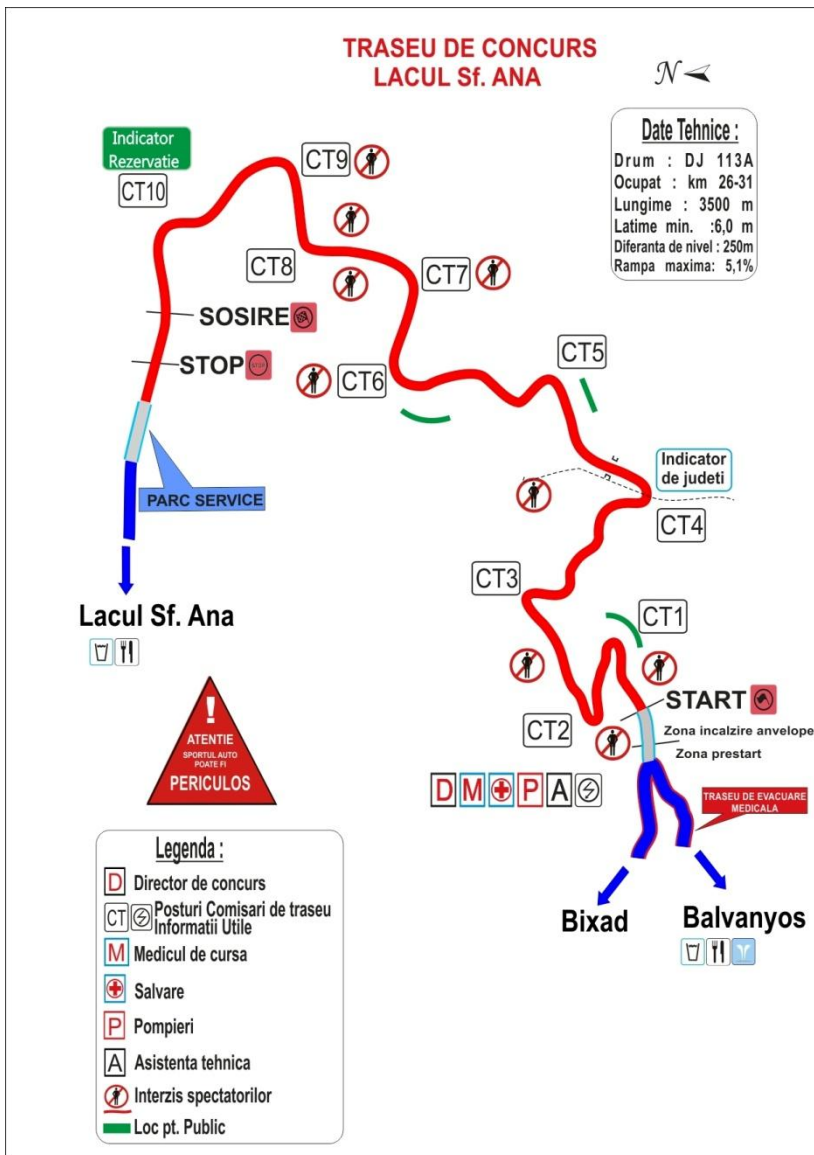 TRASEU DE CONCURS
LACUL Sf. ANA
N
Date Tehnice :
Drum : DJ 113A
Ocupat : km 26-31
Lungime : 3500 m
Latime min. :6,0 m
Diferanta de nivel : 250m
Rampa maxima: 5,1%
Indicator
Rezervatie
CT10
CT9
CT8
CT7
SOSIRE
STOP
STOP
CT6
CT5
PARC SERVICE
Indicator
de judeti
CT4
CT3
Lacul Sf. Ana
CT1
START
CT2
Zona incalzire anvelope
Zona prestart
!
ATENTIE
SPORTUL AUTO
POATE FI
PERICULOS
D M P A
TRASEU DE EVACUARE
MEDICALA
Bixad
Balvanyos
Legenda :
D Director de concurs
CT Posturi Comisari de traseu
Informatii Utile
M Medicul de cursa
Salvare
P Pompieri
A Asistenta tehnica
Interzis spectatorilor
Loc pt. Public